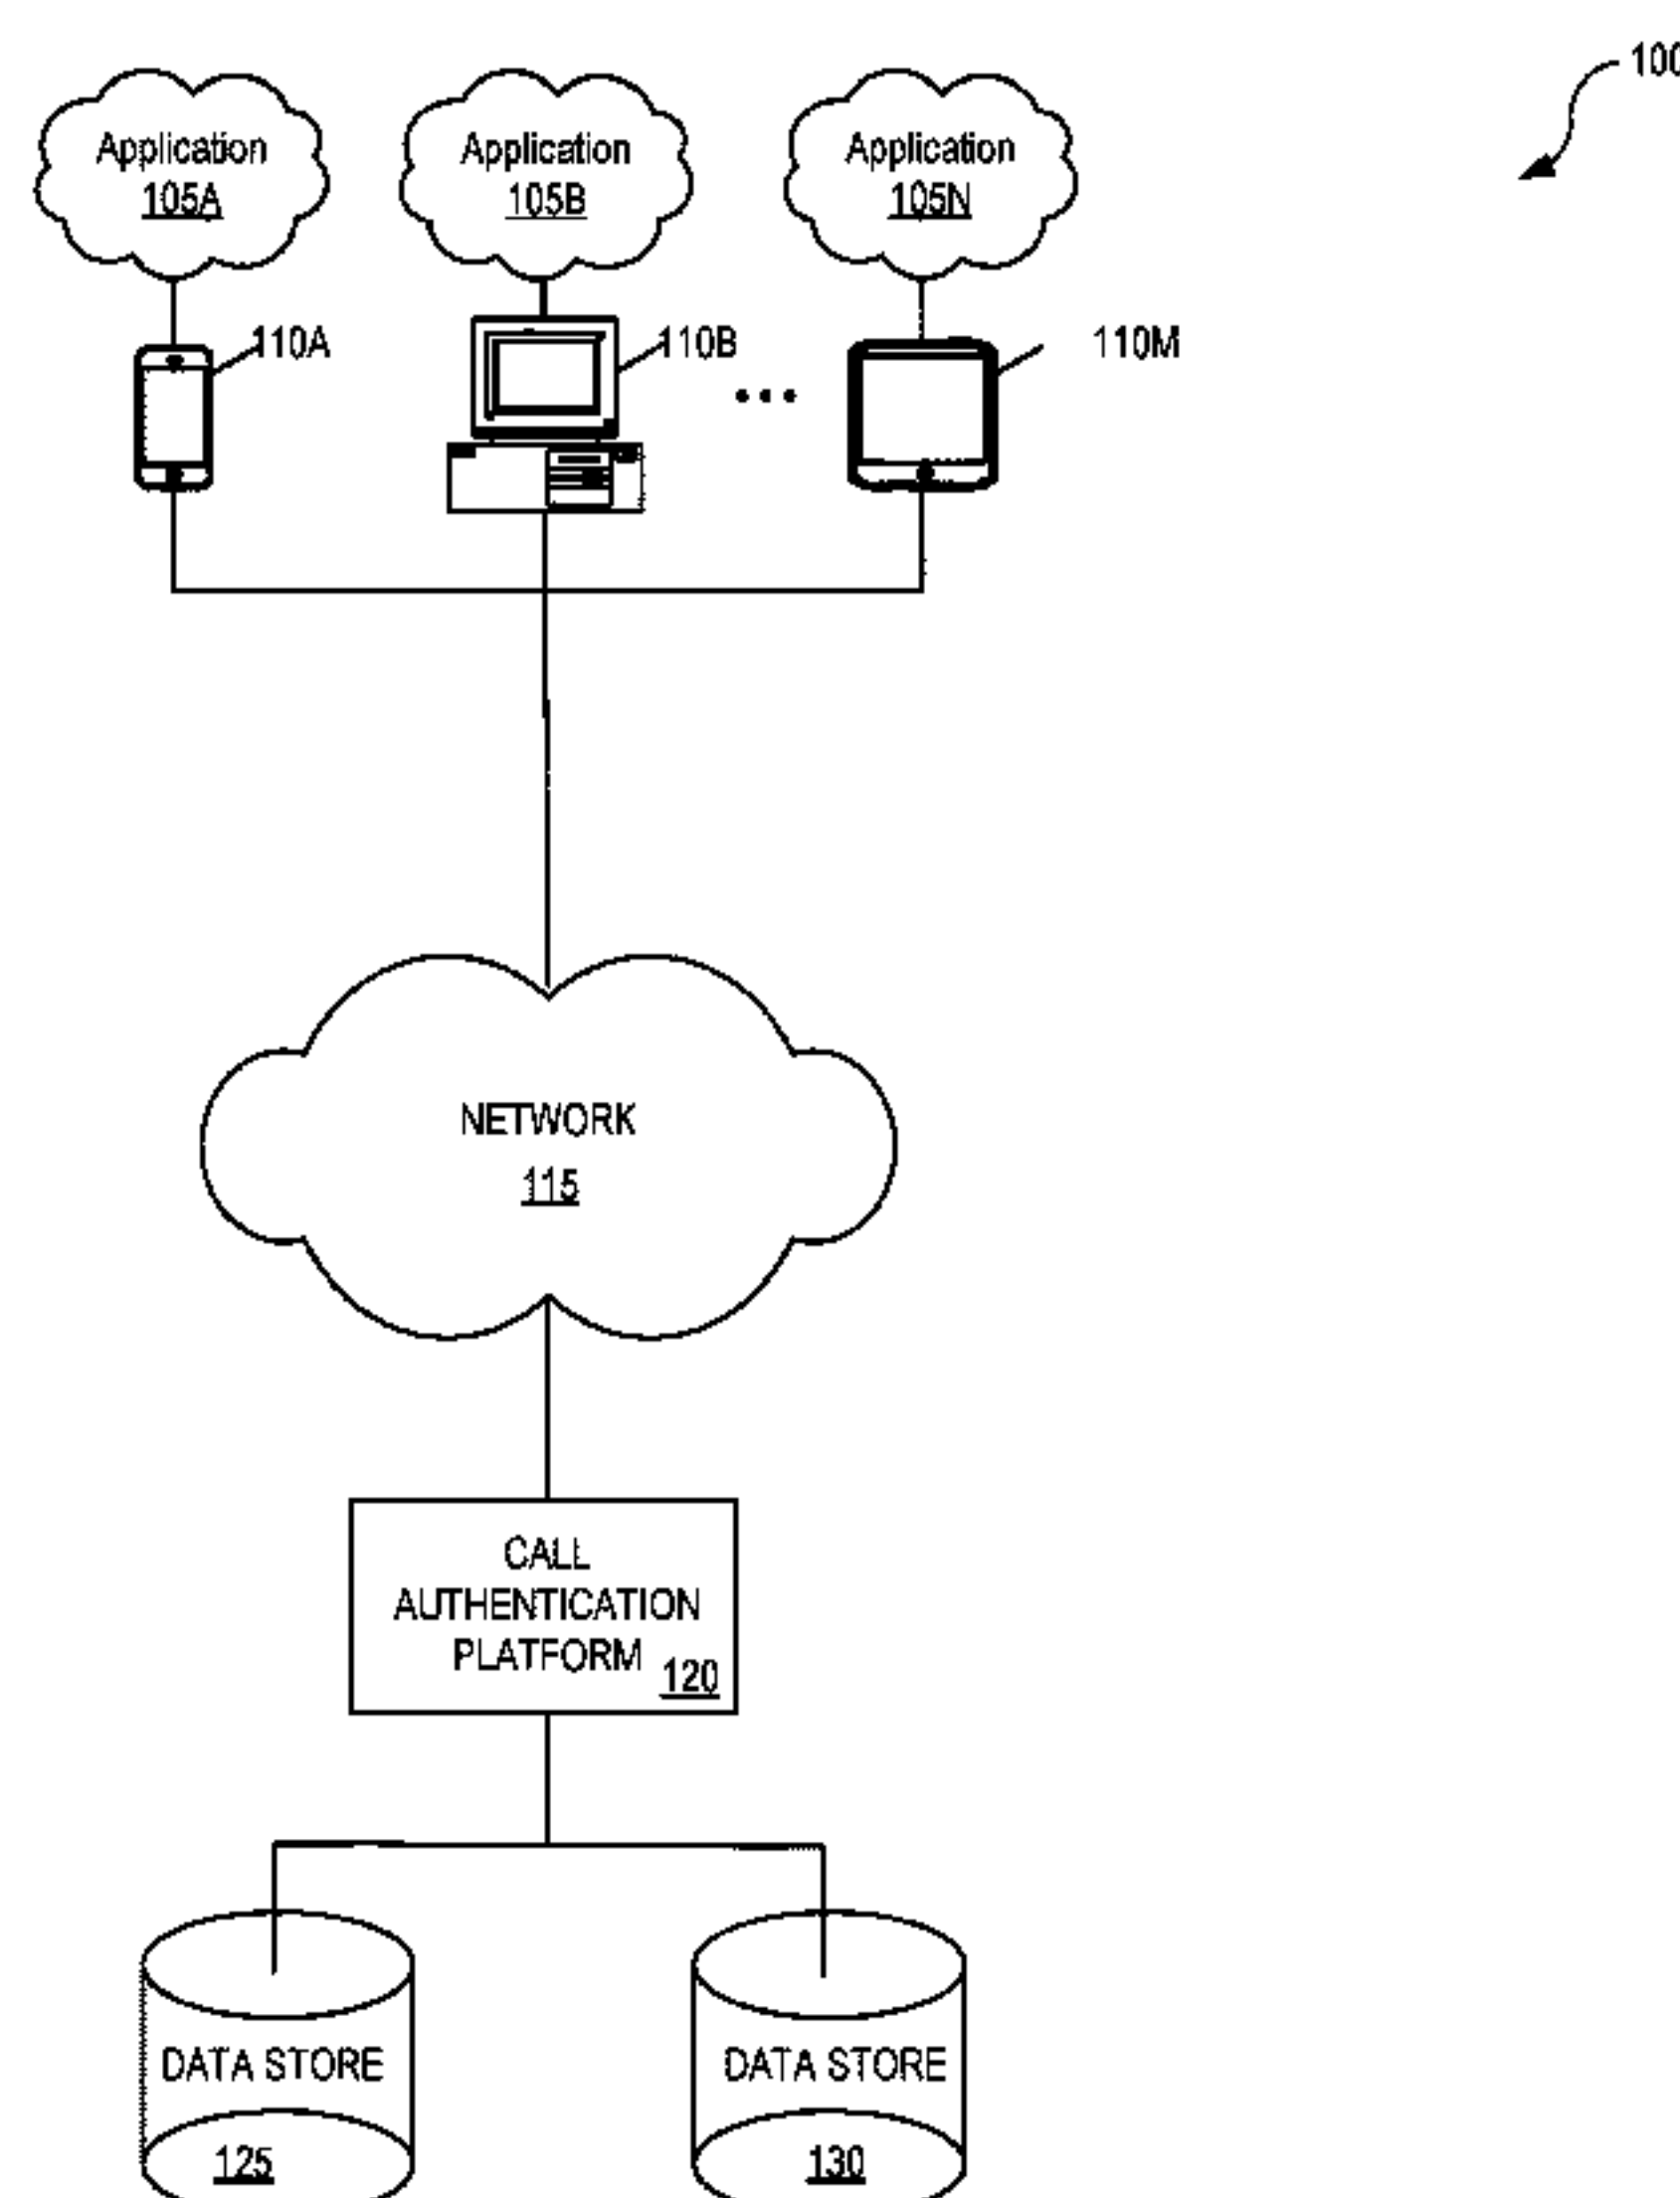 100
Application
105A
Application
105B
Application
105N
110A
110B
110M
NETWORK
115
CALL
AUTHENTICATION
PLATFORM
120
DATA STORE
125
DATA STORE
130